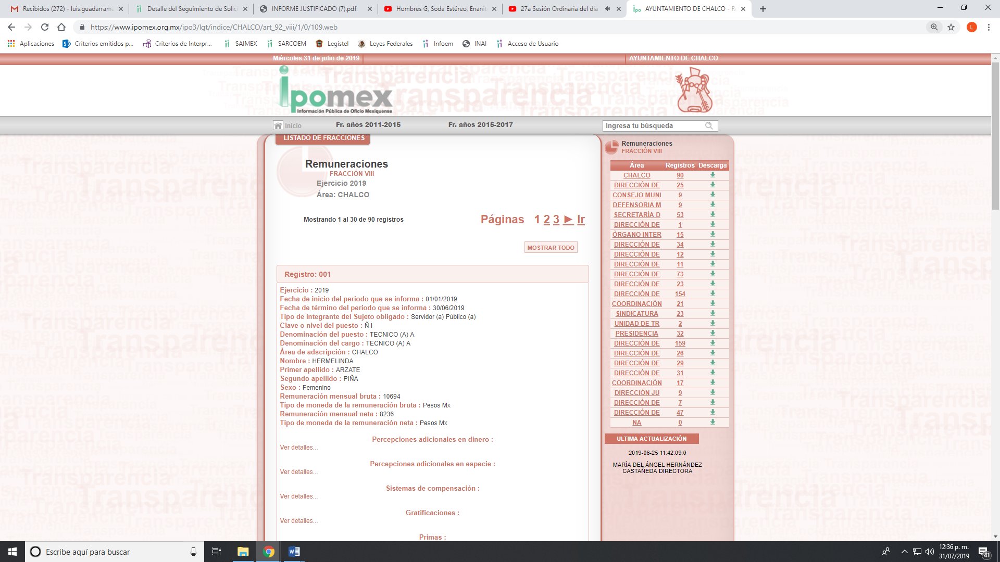 Recibidos (272) - luis.guadarrama
Detalle del Seguimiento de Solici
INFORME JUSTIFICADO (7).pdf
Hombres G, Soda Estéreo, Enanit
27a Sesión Ordinaria del día
AYUNTAMIENTO DE CHALCO - R
https://www.ipomex.org.mx/ipo3/lgt/indice/CHALCO/art_92_viii/1/0/109.web
L
Aplicaciones
Criterios emitidos p...
Criterios de Interpr...
SAIMEX
SARCOEM
Legistel
Leyes Federales
Infoem
INAI
Acceso de Usuario
Miércoles 31 de julio de 2019
AYUNTAMIENTO DE CHALCO
ipomex
Información Pública de Oficio Mexiquense
Transparencia
Inicio
Fr. años 2011-2015
Fr. años 2015-2017
Ingresa tu búsqueda
LISTADO DE FRACCIONES
Remuneraciones
FRACCIÓN VIII
Ejercicio 2019
Área: CHALCO
Mostrando 1 al 30 de 90 registros
Páginas 1 2 3 ► Ir
MOSTRAR TODO
Registro: 001
Ejercicio : 2019
Fecha de inicio del periodo que se informa : 01/01/2019
Fecha de término del periodo que se informa : 30/06/2019
Tipo de integrante del Sujeto obligado : Servidor (a) Público (a)
Clave o nivel del puesto : Ñ I
Denominación del puesto : TECNICO (A) A
Denominación del cargo : TECNICO (A) A
Área de adscripción : CHALCO
Nombre : HERMELINDA
Primer apellido : ARZATE
Segundo apellido : PIÑA
Sexo : Femenino
Remuneración mensual bruta : 10694
Tipo de moneda de la remuneración bruta : Pesos Mx
Remuneración mensual neta : 8236
Tipo de moneda de la remuneración neta : Pesos Mx
Percepciones adicionales en dinero :
Ver detalles...
Percepciones adicionales en especie :
Ver detalles...
Sistemas de compensación :
Ver detalles...
Gratificaciones :
Ver detalles...
Primas :
Remuneraciones
FRACCIÓN VIII
Área Registros Descarga
CHALCO 90
DIRECCIÓN DE 25
CONSEJO MUNI 9
DEFENSORIA M 9
SECRETARÍA D 53
DIRECCIÓN DE 1
ÒRGANO INTER 15
DIRECCIÓN DE 34
DIRECCIÓN DE 12
DIRECCIÓN DE 11
DIRECCIÓN DE 73
DIRECCIÓN DE 23
DIRECCIÓN DE 154
COORDINACIÓN 21
SINDICATURA 23
UNIDAD DE TR 2
PRESIDENCIA 32
DIRECCIÓN DE 159
DIRECCIÓN DE 26
DIRECCIÓN DE 29
DIRECCIÓN DE 31
COORDINACIÓN 17
DIRECCIÓN JU 9
DIRECCIÓN DE 7
DIRECCIÓN DE 47
NA 0
ULTIMA ACTUALIZACIÓN
2019-06-25 11:42:09.0
MARÍA DEL ÁNGEL HERNÁNDEZ
CASTAÑEDA DIRECTORA
Escribe aquí para buscar
12:36 p. m.
31/07/2019
41